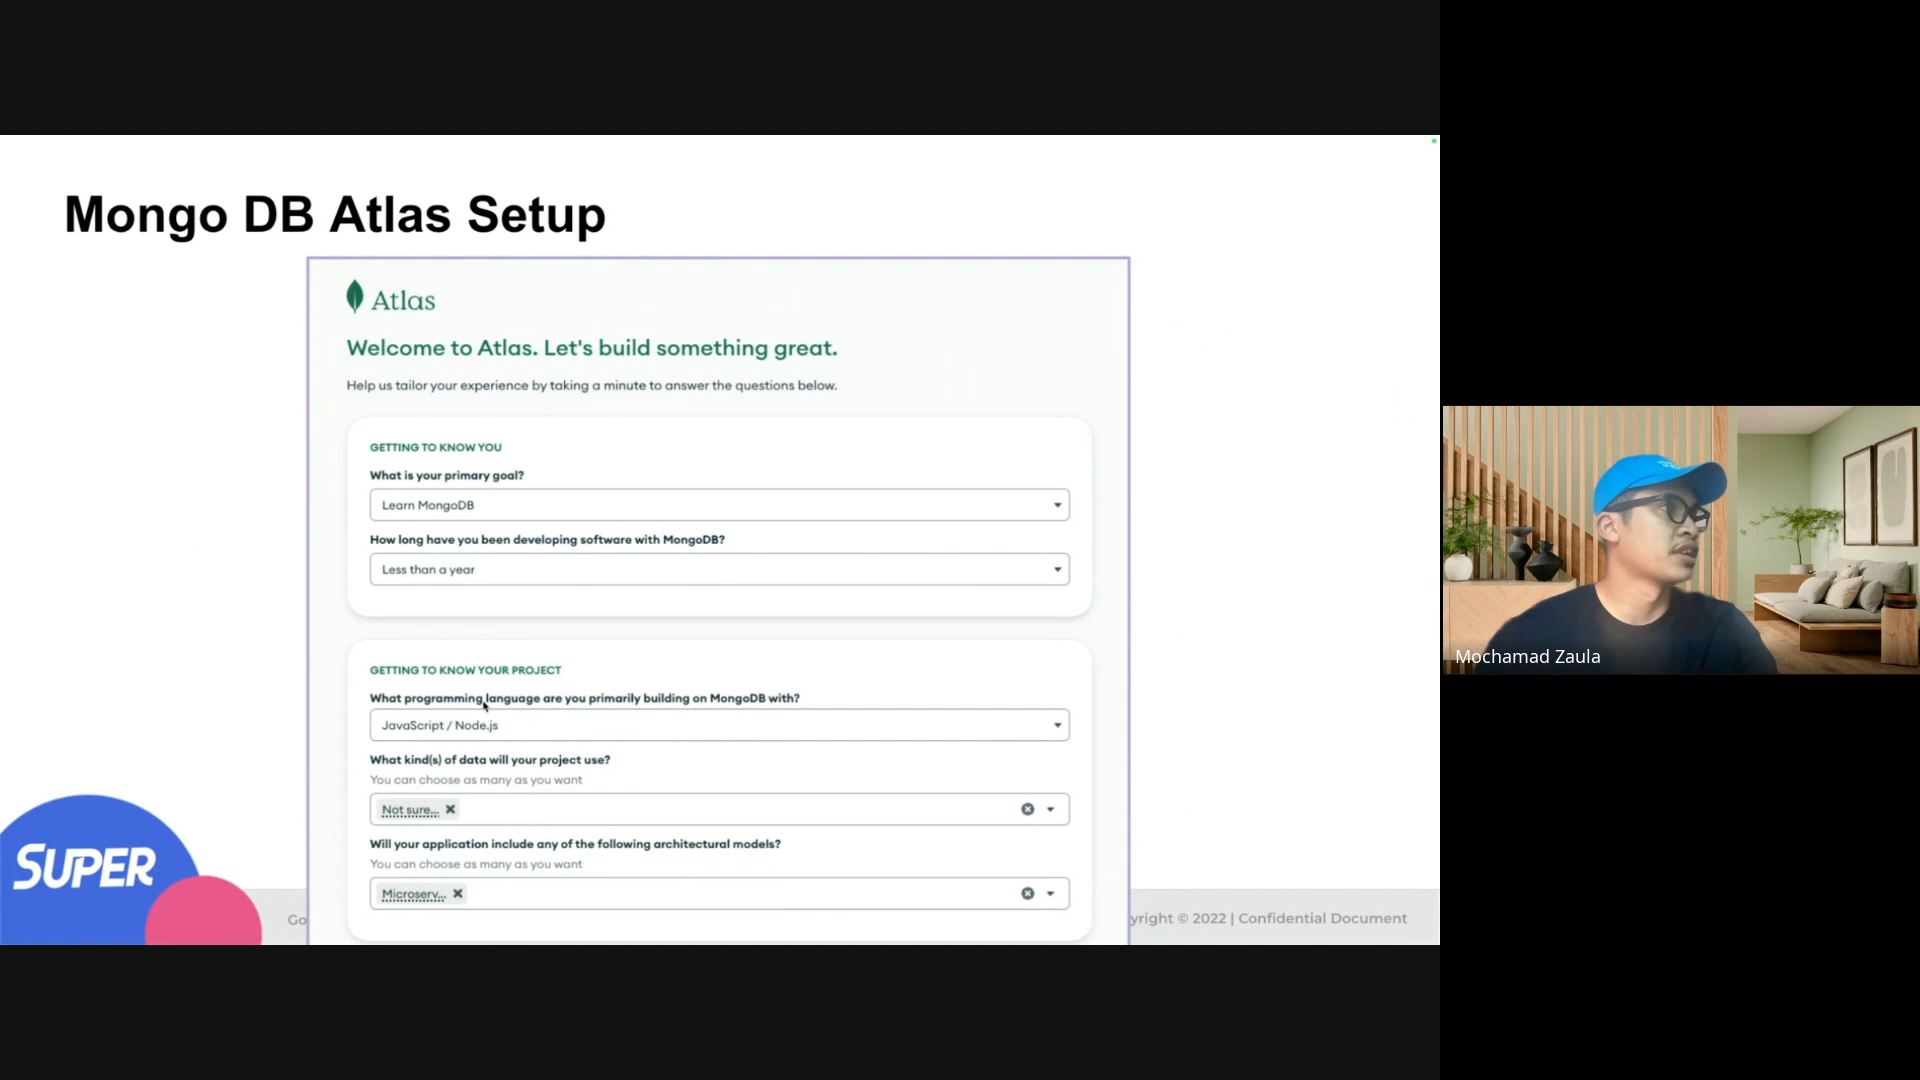 Mongo DB Atlas Setup
Atlas
Welcome to Atlas. Let's build something great.
Help us tailor your experience by taking a minute to answer the questions below.
GETTING TO KNOW YOU
What is your primary goal?
Learn MongoDB
How long have you been developing software with MongoDB?
Less than a year
GETTING TO KNOW YOUR PROJECT
What programming language are you primarily building on MongoDB with?
JavaScript / Node.js
What kind(s) of data will your project use?
You can choose as many as you want
Not sure...
Will your application include any of the following architectural models?
You can choose as many as you want
Microserv...
SUPER
Go
yright © 2022 | Confidential Document
Mochamad Zaula